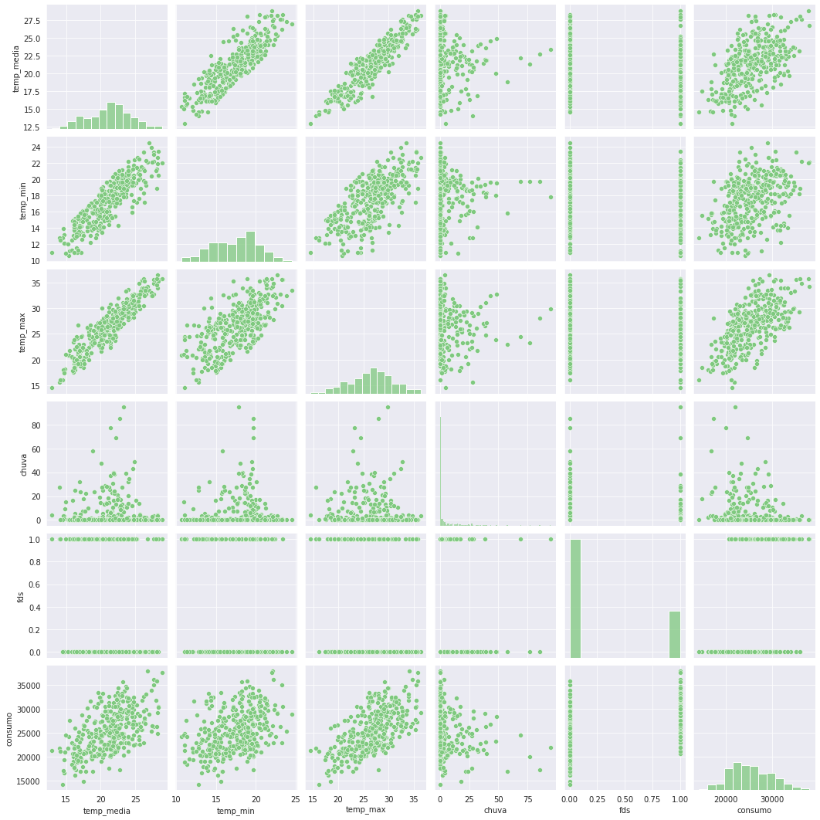 temp_media
27.5
25.0
22.5
20.0
17.5
15.0
12.5
temp_min
24
22
20
18
16
14
12
10
temp_max
35
30
25
20
15
chuva
80
60
40
20
0
fds
1.0
0.8
0.6
0.4
0.2
0.0
consumo
35000
30000
25000
20000
15000
15 20 25
temp_media
10 15 20 25
temp_min
15 20 25 30 35
temp_max
0 25 50 75
chuva
0.00 0.25 0.50 0.75 1.00
fds
20000 30000
consumo